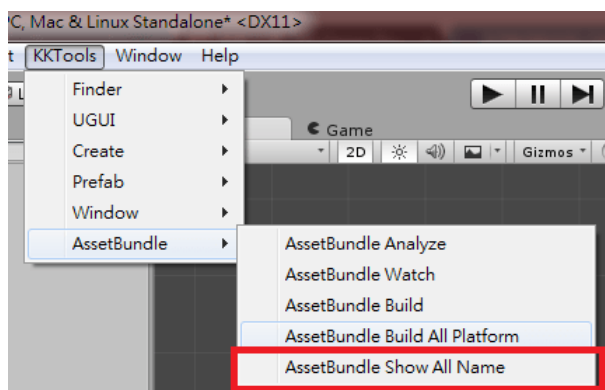 PC, Mac & Linux Standalone* <DX11>
t KKTools Window Help
Finder
UGUI
Create
Prefab
Window
AssetBundle
Game
2D
Gizmos
AssetBundle Analyze
AssetBundle Watch
AssetBundle Build
AssetBundle Build All Platform
AssetBundle Show All Name